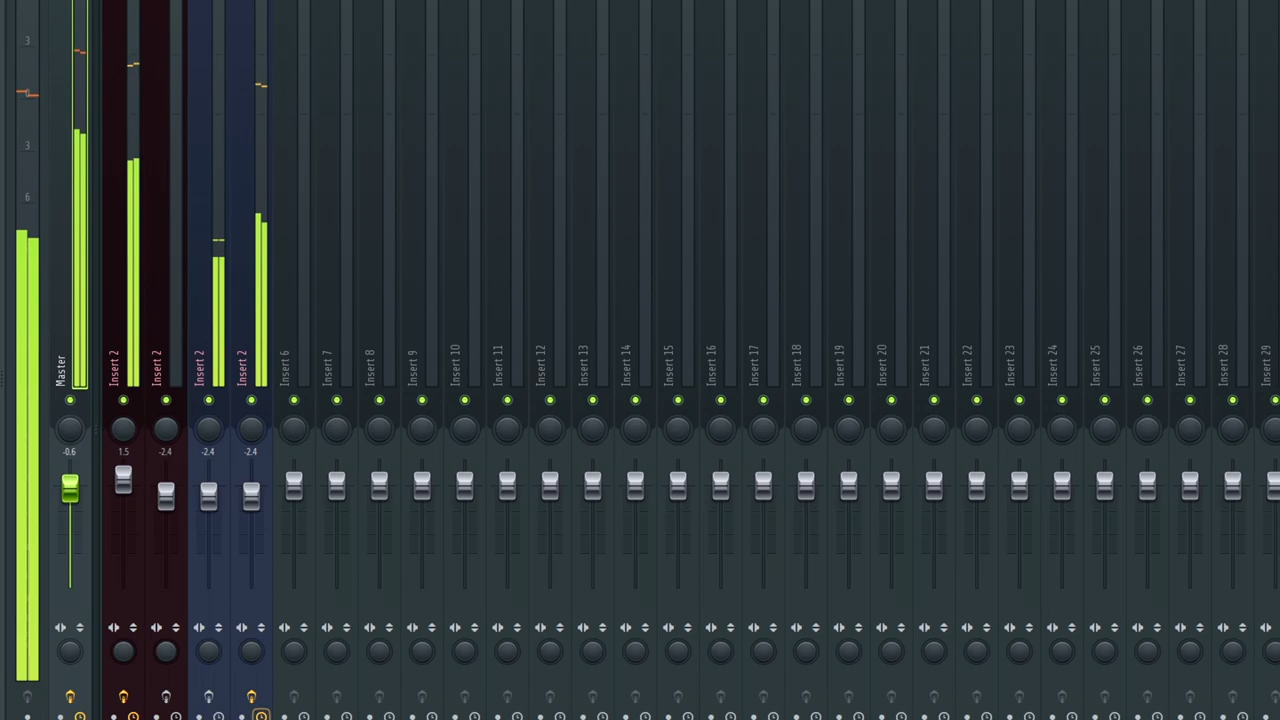 3
0
3
6
Master
Insert 2
Insert 2
Insert 2
Insert 2
Insert 6
Insert 7
Insert 8
Insert 9
Insert 10
Insert 11
Insert 12
Insert 13
Insert 14
Insert 15
Insert 16
Insert 17
Insert 18
Insert 19
Insert 20
Insert 21
Insert 22
Insert 23
Insert 24
Insert 25
Insert 26
Insert 27
Insert 28
Insert 29
-0.6
1.5
-2.4
-2.4
-2.4